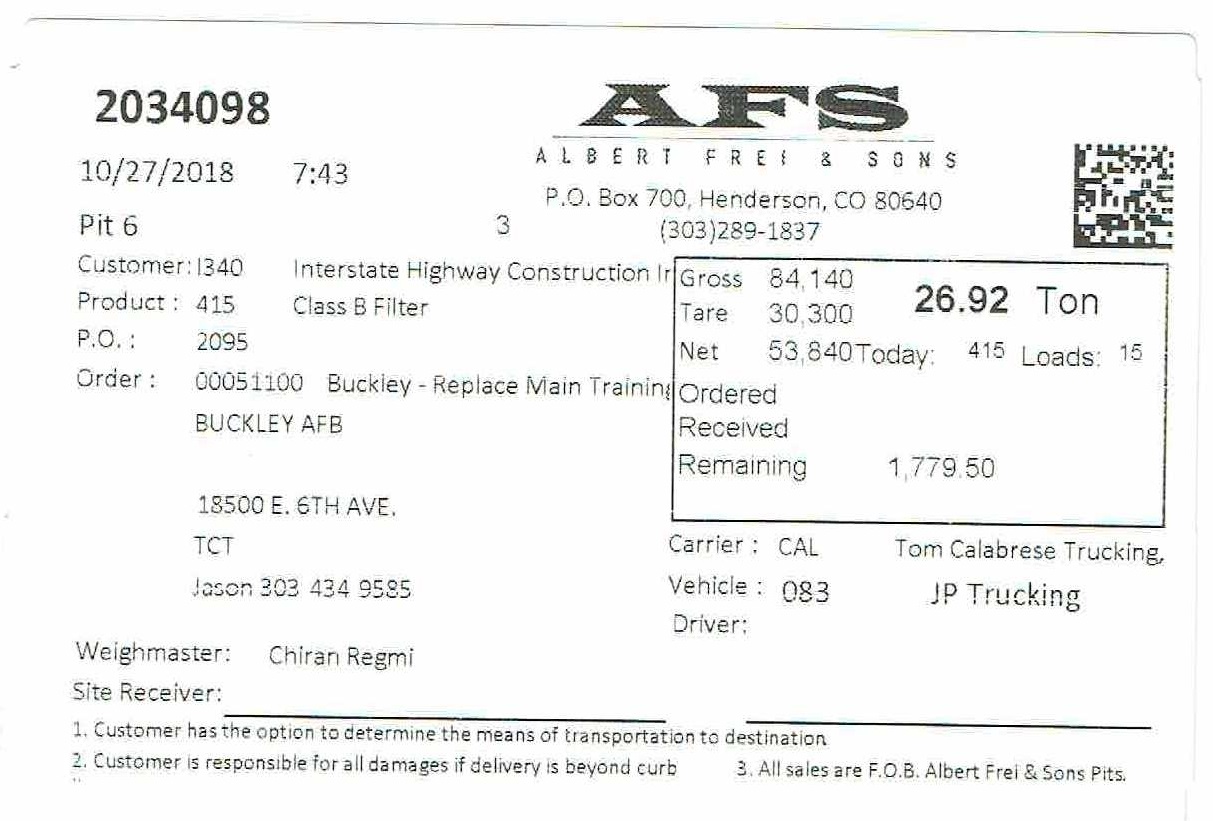 2034098
AFS
ALBERT FREI & SONS
10/27/2018 7:43
P.O. Box 700, Henderson, CO 80640
Pit 6 3 (303)289-1837
Customer: I340 Interstate Highway Construction Ir
Product : 415 Class B Filter
P.O. : 2095
Order : 00051100 Buckley - Replace Main Training
BUCKLEY AFB
18500 E. 6TH AVE.
TCT
Jason 303 434 9585
Gross 84,140 26.92 Ton
Tare 30,300
Net 53,840 Today: 415 Loads: 15
Ordered
Received
Remaining 1,779.50
Carrier : CAL Tom Calabrese Trucking,
Vehicle : 083 JP Trucking
Driver:
Weighmaster: Chiran Regmi
Site Receiver:
1. Customer has the option to determine the means of transportation to destination
2. Customer is responsible for all damages if delivery is beyond curb 3. All sales are F.O.B. Albert Frei & Sons Pits.